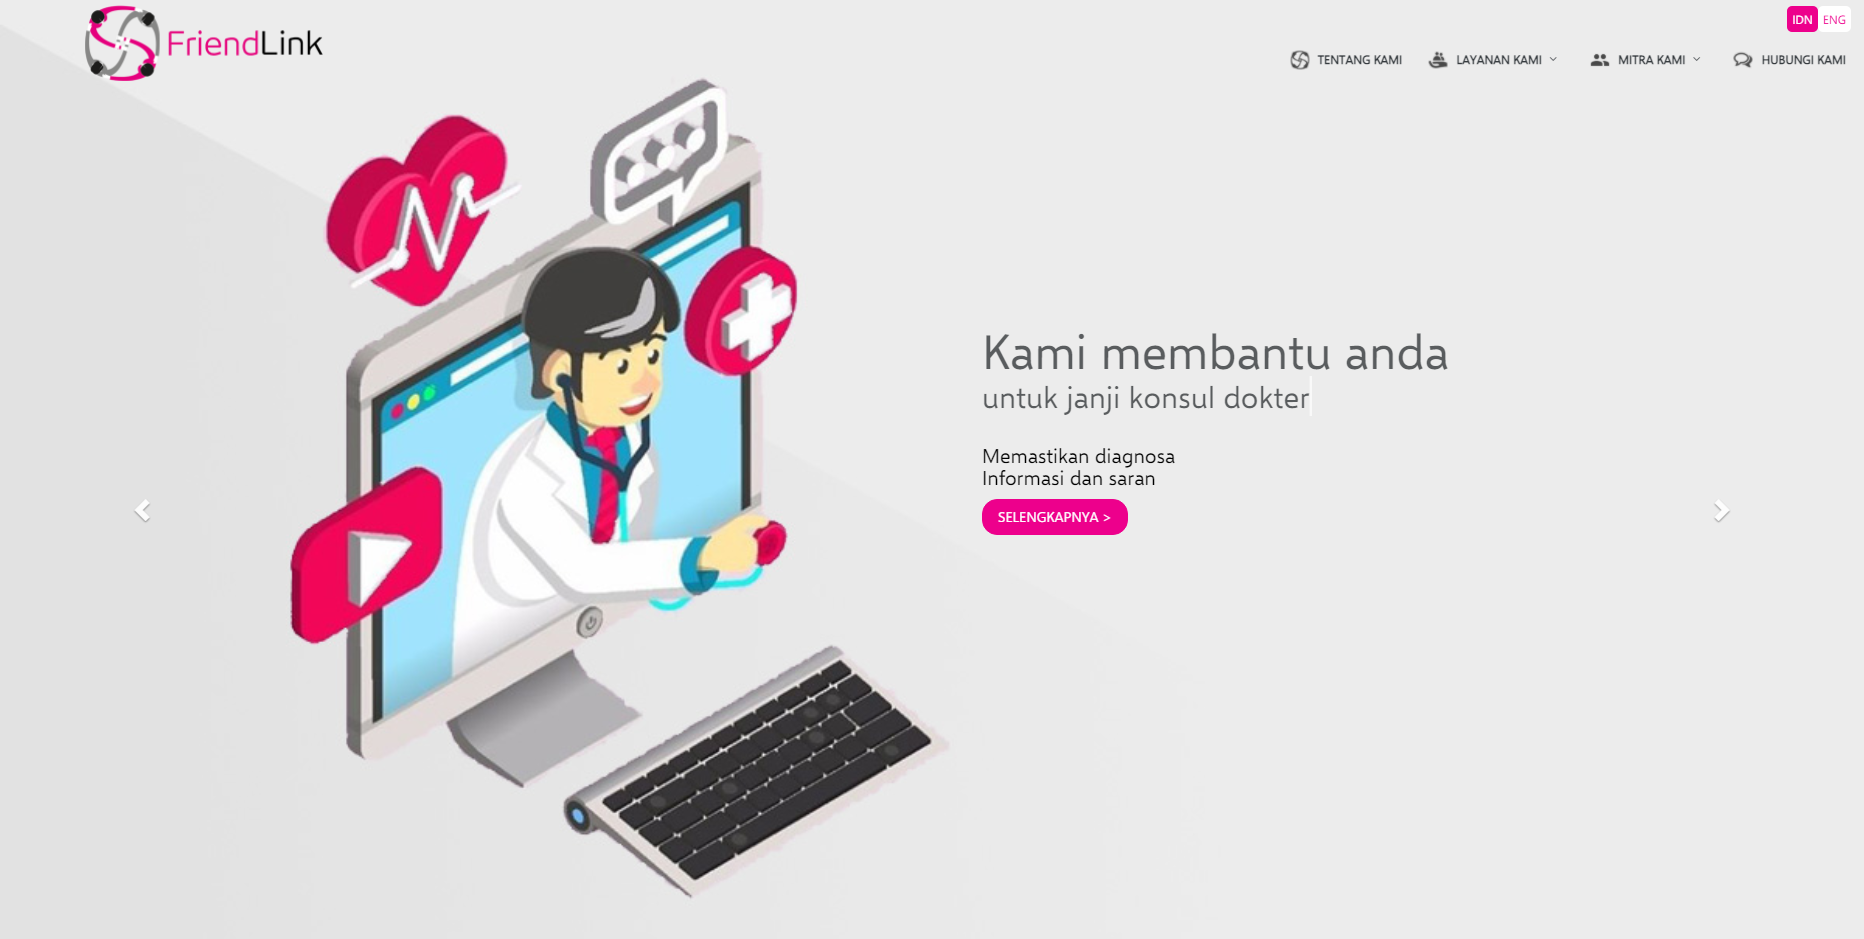 FriendLink
IDN ENG
TENTANG KAMI LAYANAN KAMI MITRA KAMI HUBUNGI KAMI
Kami membantu anda
untuk janji konsul dokter
Memastikan diagnosa
Informasi dan saran
SELENGKAPNYA >